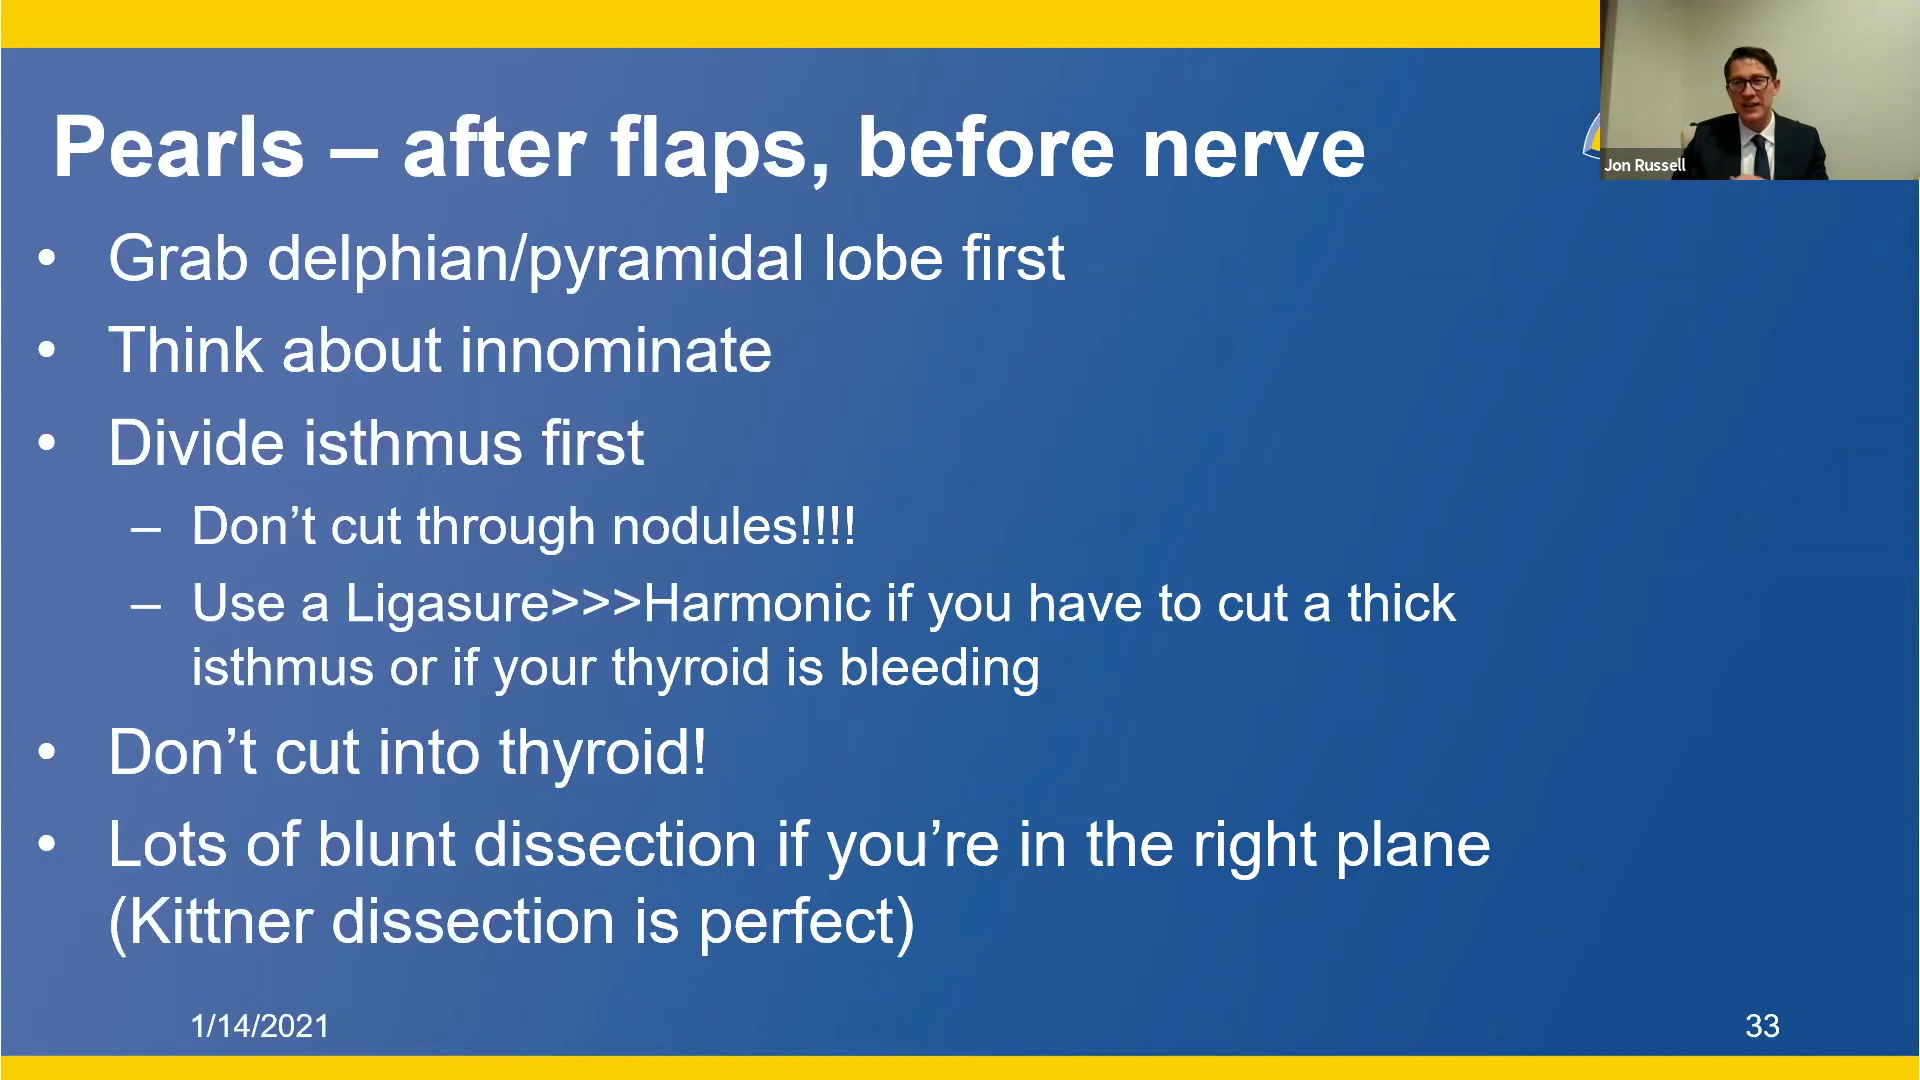 Pearls – after flaps, before nerve
Jon Russell
• Grab delphian/pyramidal lobe first
• Think about innominate
• Divide isthmus first
– Don’t cut through nodules!!!!
– Use a Ligasure>>>Harmonic if you have to cut a thick
isthmus or if your thyroid is bleeding
• Don’t cut into thyroid!
• Lots of blunt dissection if you’re in the right plane
(Kittner dissection is perfect)
1/14/2021
33